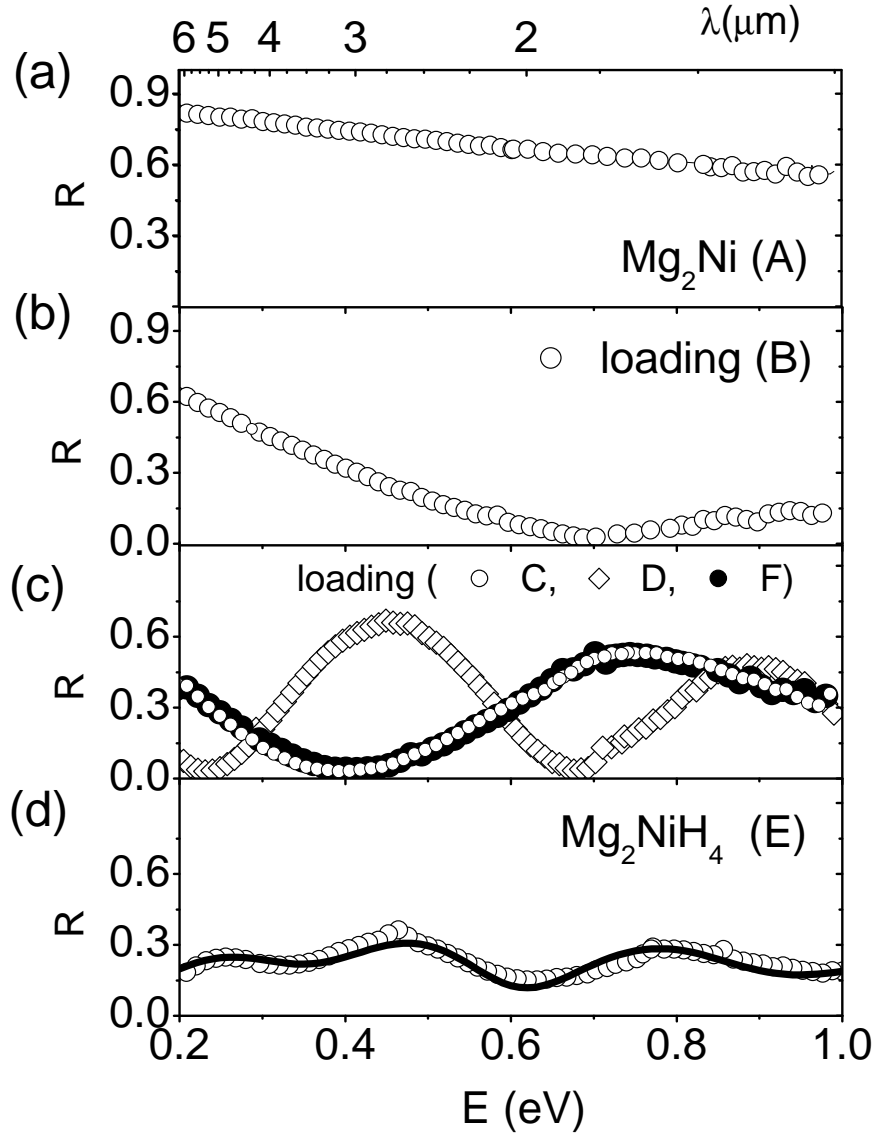 6 5 4 3 2 λ(μm)
(a)
0.9
0.6
0.3
R
Mg₂Ni (A)
(b)
0.9
0.6
0.3
0.0
R
loading (B)
(c)
loading ( C, D, F)
0.6
0.3
0.0
R
(d)
Mg₂NiH₄ (E)
0.6
0.3
0.0
R
0.2 0.4 0.6 0.8 1.0
E (eV)